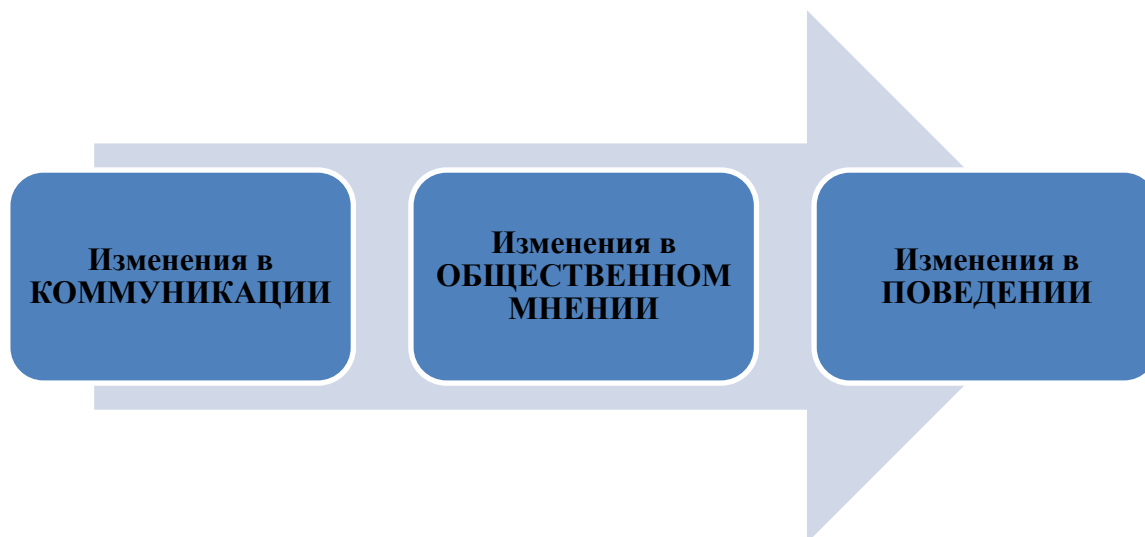 Изменения в
КОММУНИКАЦИИ
Изменения в
ОБЩЕСТВЕННОМ
МНЕНИИ
Изменения в
ПОВЕДЕНИИ